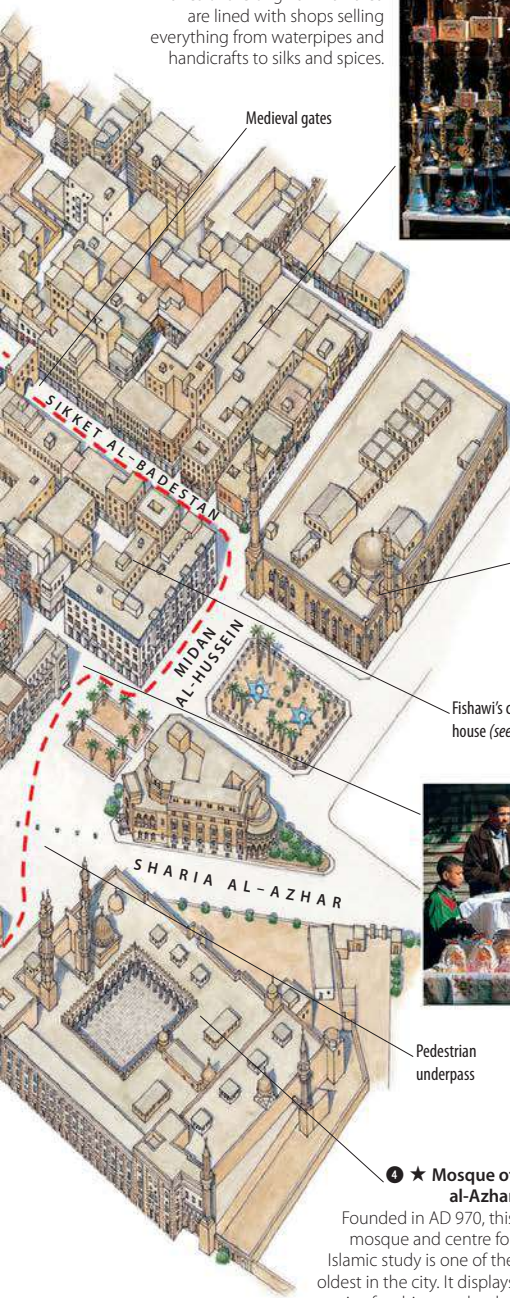 are lined with shops selling
everything from waterpipes and
handicrafts to silks and spices.
Medieval gates
SIKKET AL-BADESTAN
MIDAN
AL-HUSSEIN
Fishawi's
house (see
SHARIA AL-AZHAR
Pedestrian
underpass
4 ★ Mosque of
al-Azhar
Founded in AD 970, this
mosque and centre for
Islamic study is one of the
oldest in the city. It displays